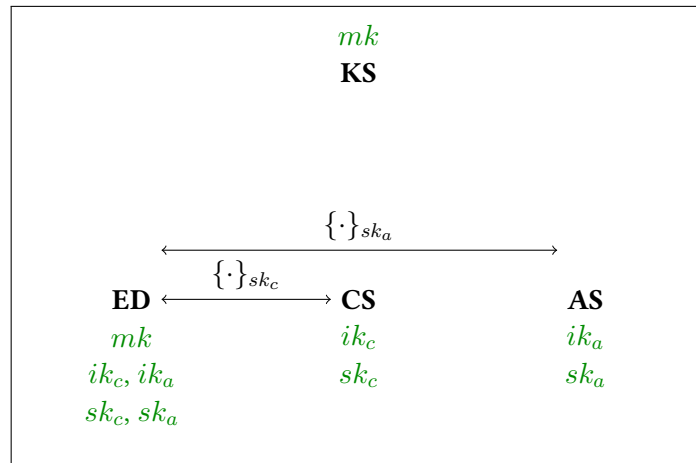 mk
KS
{·}sk_a
{·}sk_c
ED CS AS
mk ik_c ik_a
ik_c, ik_a sk_c sk_a
sk_c, sk_a